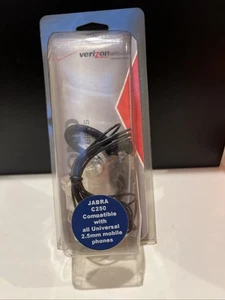 verizon
JABRA
C250
Compatible
with
all Universal
2.5mm mobile
phones